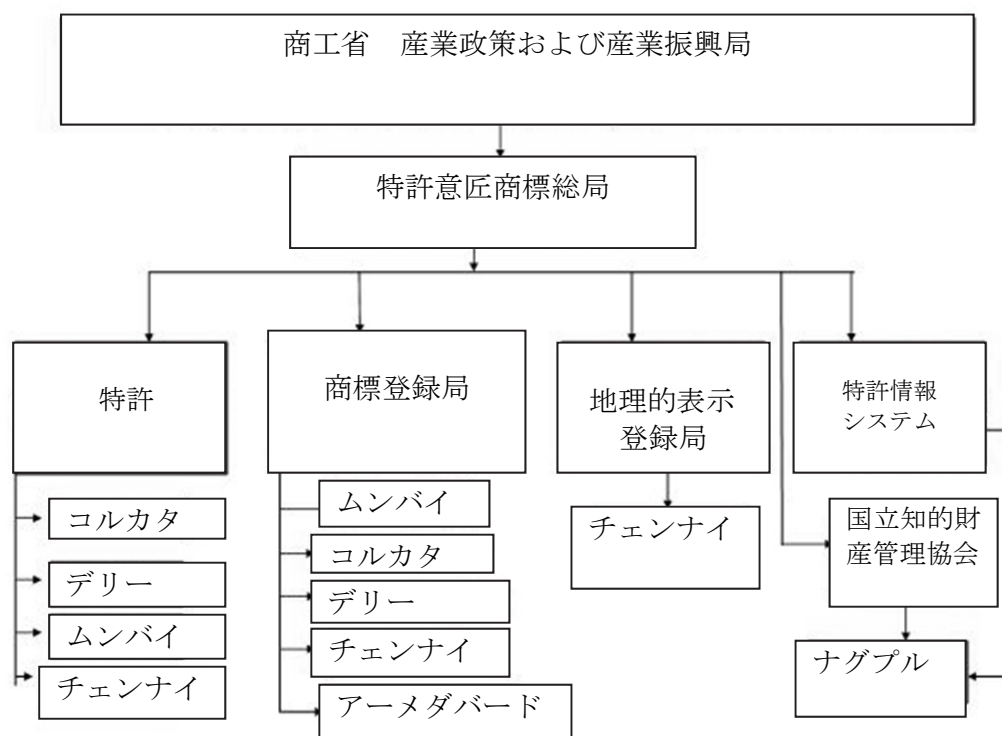 商工省　産業政策および産業振興局
特許意匠商標総局
特許
商標登録局
地理的表示
登録局
特許情報
システム
コルカタ
デリー
ムンバイ
チェンナイ
ムンバイ
コルカタ
デリー
チェンナイ
アーメダバード
チェンナイ
国立知的財
産管理協会
ナグプル